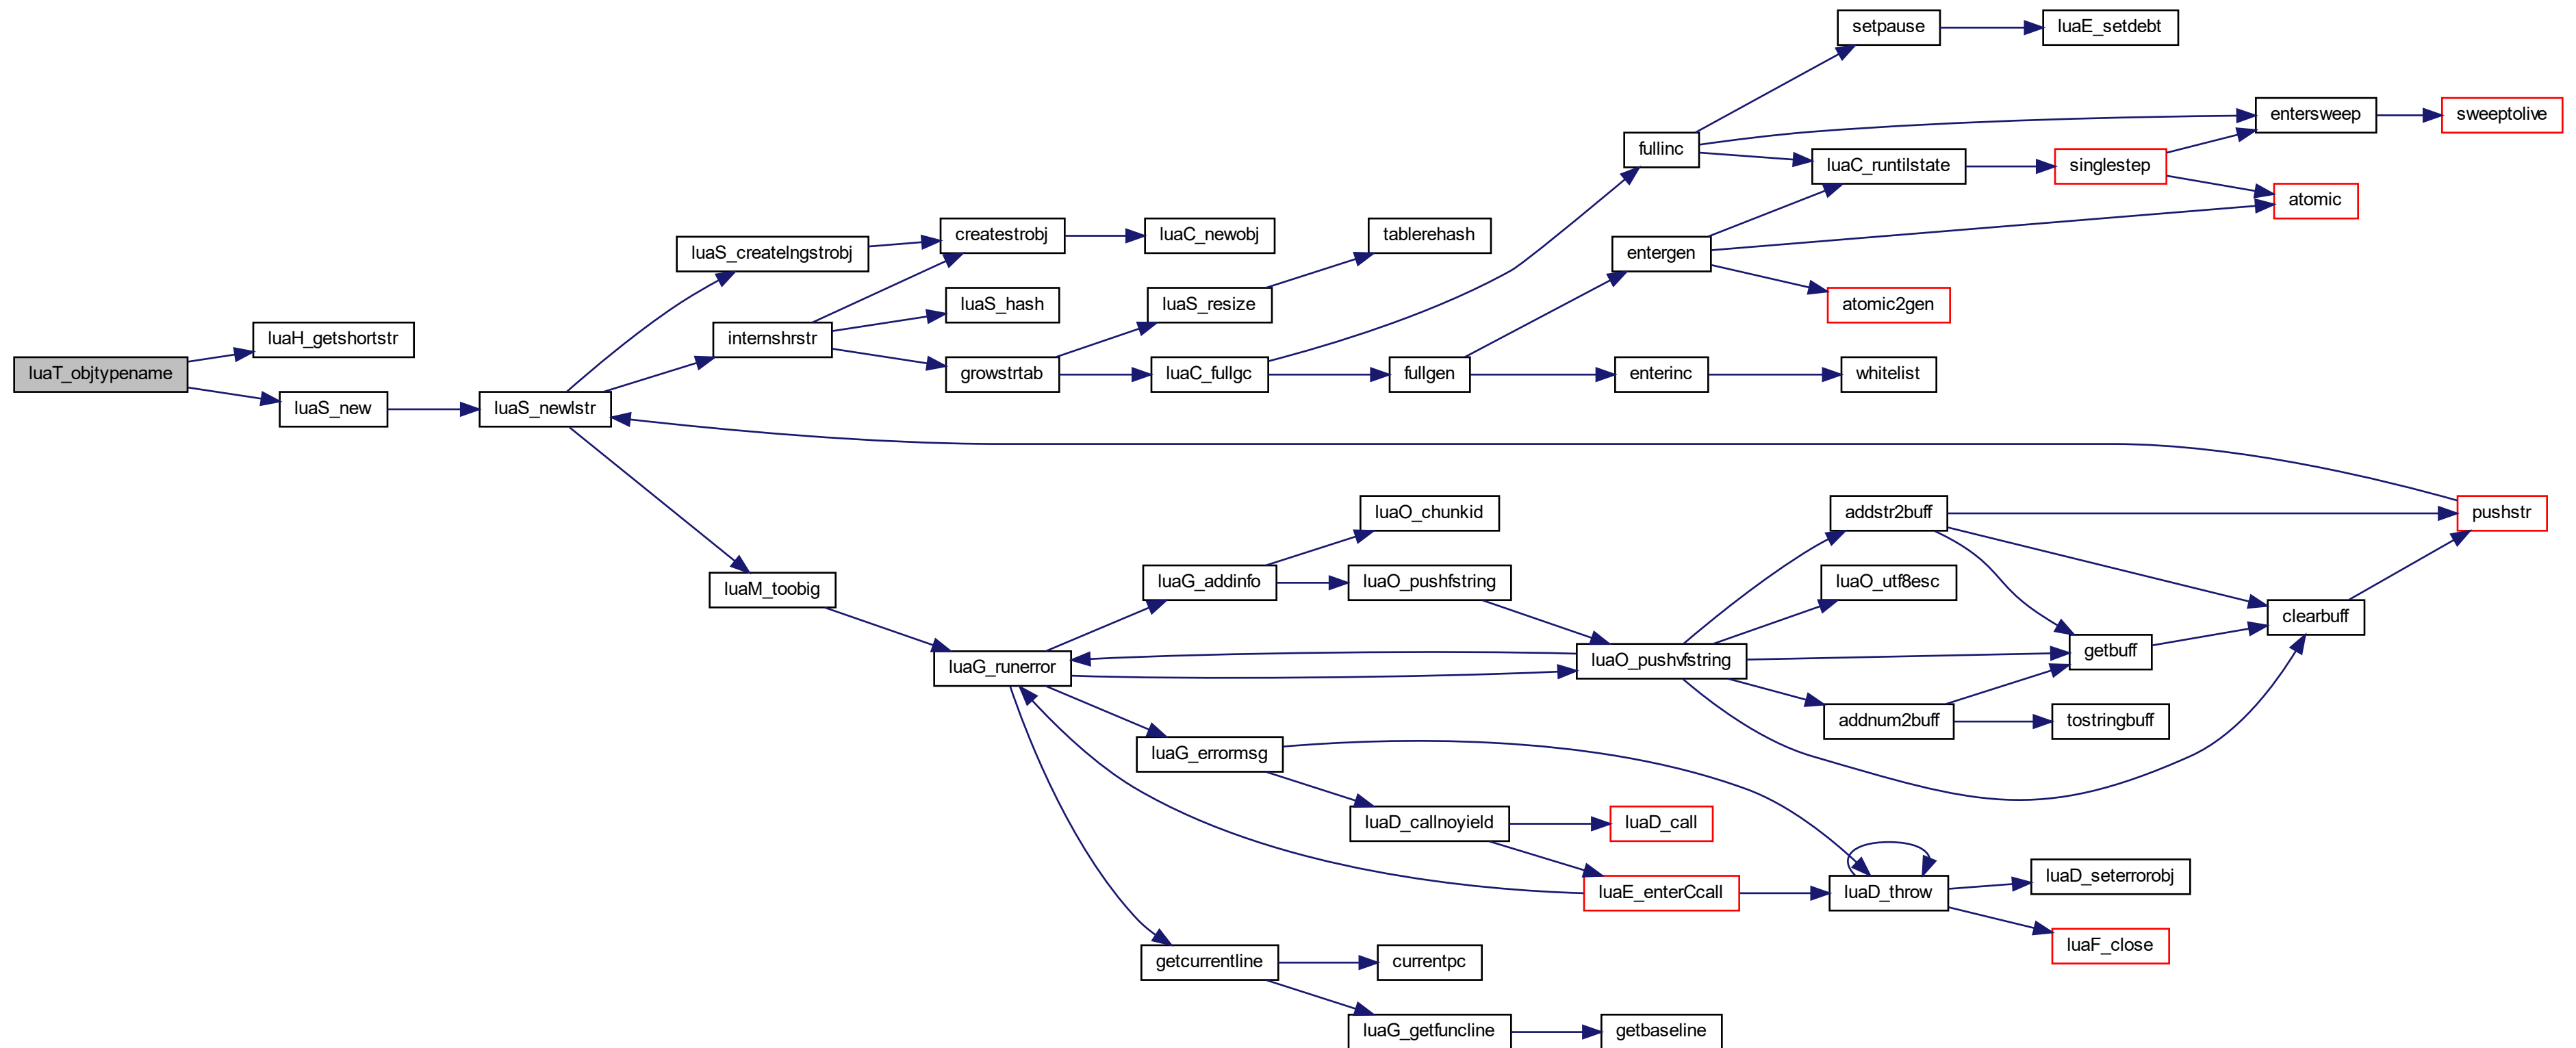 setpause
luaE_setdebt
entersweep
sweeptolive
fullinc
luaC_runtilstate
singlestep
atomic
luaS_createlngstrobj
createstrobj
luaC_newobj
tablerehash
entergen
atomic2gen
luaS_hash
luaS_resize
internshrstr
luaH_getshortstr
luaT_objtypename
growstrtab
luaC_fullgc
fullgen
enterinc
whitelist
luaS_new
luaS_newlstr
luaO_chunkid
addstr2buff
pushstr
luaM_toobig
luaG_addinfo
luaO_pushfstring
luaO_utf8esc
clearbuff
luaG_runerror
luaO_pushvfstring
getbuff
addnum2buff
tostringbuff
luaG_errormsg
luaD_callnoyield
luaD_call
luaE_enterCcall
luaD_throw
luaD_seterrorobj
luaF_close
getcurrentline
currentpc
luaG_getfuncline
getbaseline